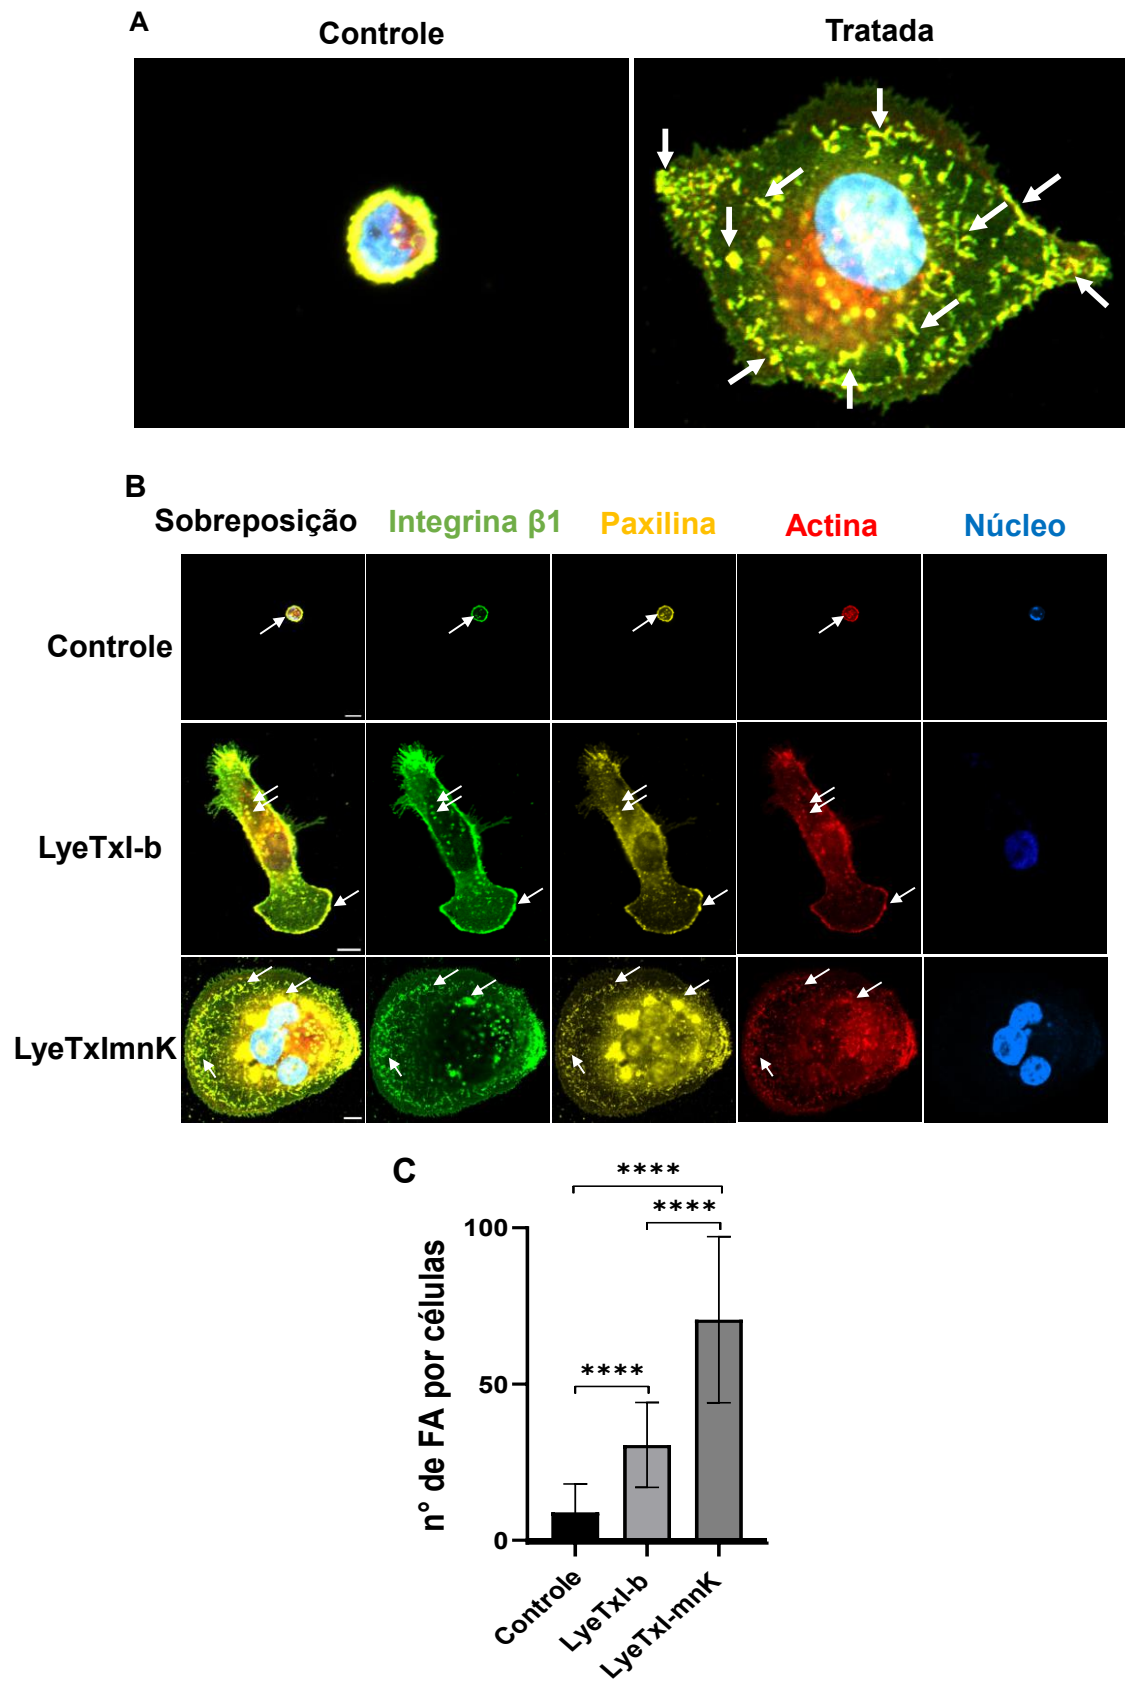 A
Controle
Tratada
B
Sobreposição
Integrina β1
Paxilina
Actina
Núcleo
Controle
LyeTxI-b
LyeTxImnK
C
****
****
****
100
50
0
n° de FA por células
Controle
LyeTxI-b
LyeTxI-mnK